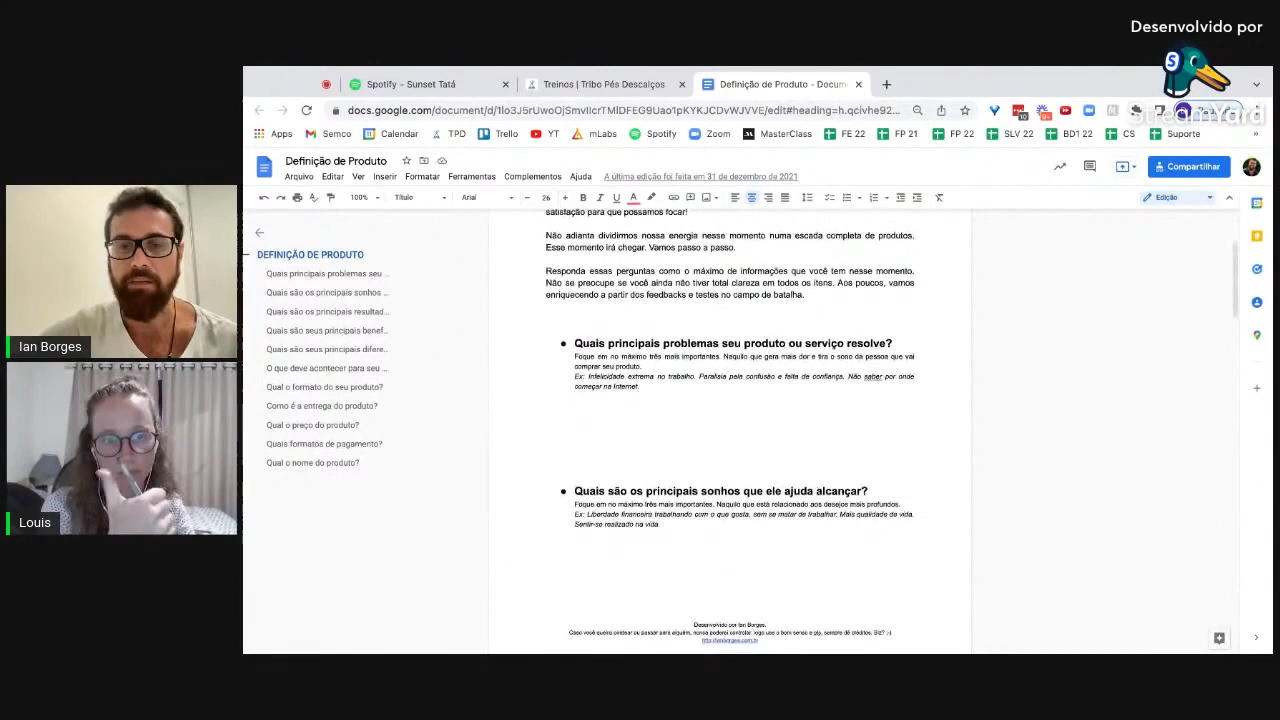 Desenvolvido por
StreamYard
Spotify – Sunset Tatá
Treinos | Tribo Pés Descalços
Definição de Produto - Docum
docs.google.com/document/d/
Apps
Semco
Calendar
TPD
Trello
YT
mLabs
Spotify
Zoom
MasterClass
FE 22
FP 21
FP 22
SLV 22
BD1 22
CS
Suporte
Definição de Produto
Arquivo Editar Ver Inserir Formatar Ferramentas Complementos Ajuda
A última edição foi feita em 31 de dezembro de 2021
Compartilhar
100% Título Arial 26
Edição
DEFINIÇÃO DE PRODUTO
Quais principais problemas seu ...
Quais são os principais sonhos ...
Quais são os principais resultad...
Quais são seus principais benef...
Quais são seus principais difere...
O que deve acontecer para seu ...
Qual o formato do seu produto?
Como é a entrega do produto?
Qual o preço do produto?
Quais formatos de pagamento?
Qual o nome do produto?
satisfação para que possamos focar!
Não adianta dividirmos nossa energia nesse momento numa escada completa de produtos.
Esse momento irá chegar. Vamos passo a passo.
Responda essas perguntas como o máximo de informações que você tem nesse momento.
Não se preocupe se você ainda não tiver total clareza em todos os itens. Aos poucos, vamos
enriquecendo a partir dos feedbacks e testes no campo de batalha.
● Quais principais problemas seu produto ou serviço resolve?
Foque em no máximo três mais importantes. Naquilo que gera mais dor e tira o sono da pessoa que vai
comprar seu produto.
Ex: Infelicidade extrema no trabalho. Paralisia pela confusão e falta de confiança. Não saber por onde
começar na Internet.
● Quais são os principais sonhos que ele ajuda alcançar?
Foque em no máximo três mais importantes. Naquilo que está relacionado aos desejos mais profundos.
Ex: Liberdade financeira trabalhando com o que gosta, sem se matar de trabalhar. Mais qualidade de vida.
Sentir-se realizado na vida.
Desenvolvido por Ian Borges.
http://ianborges.com.br
Ian Borges
Louis